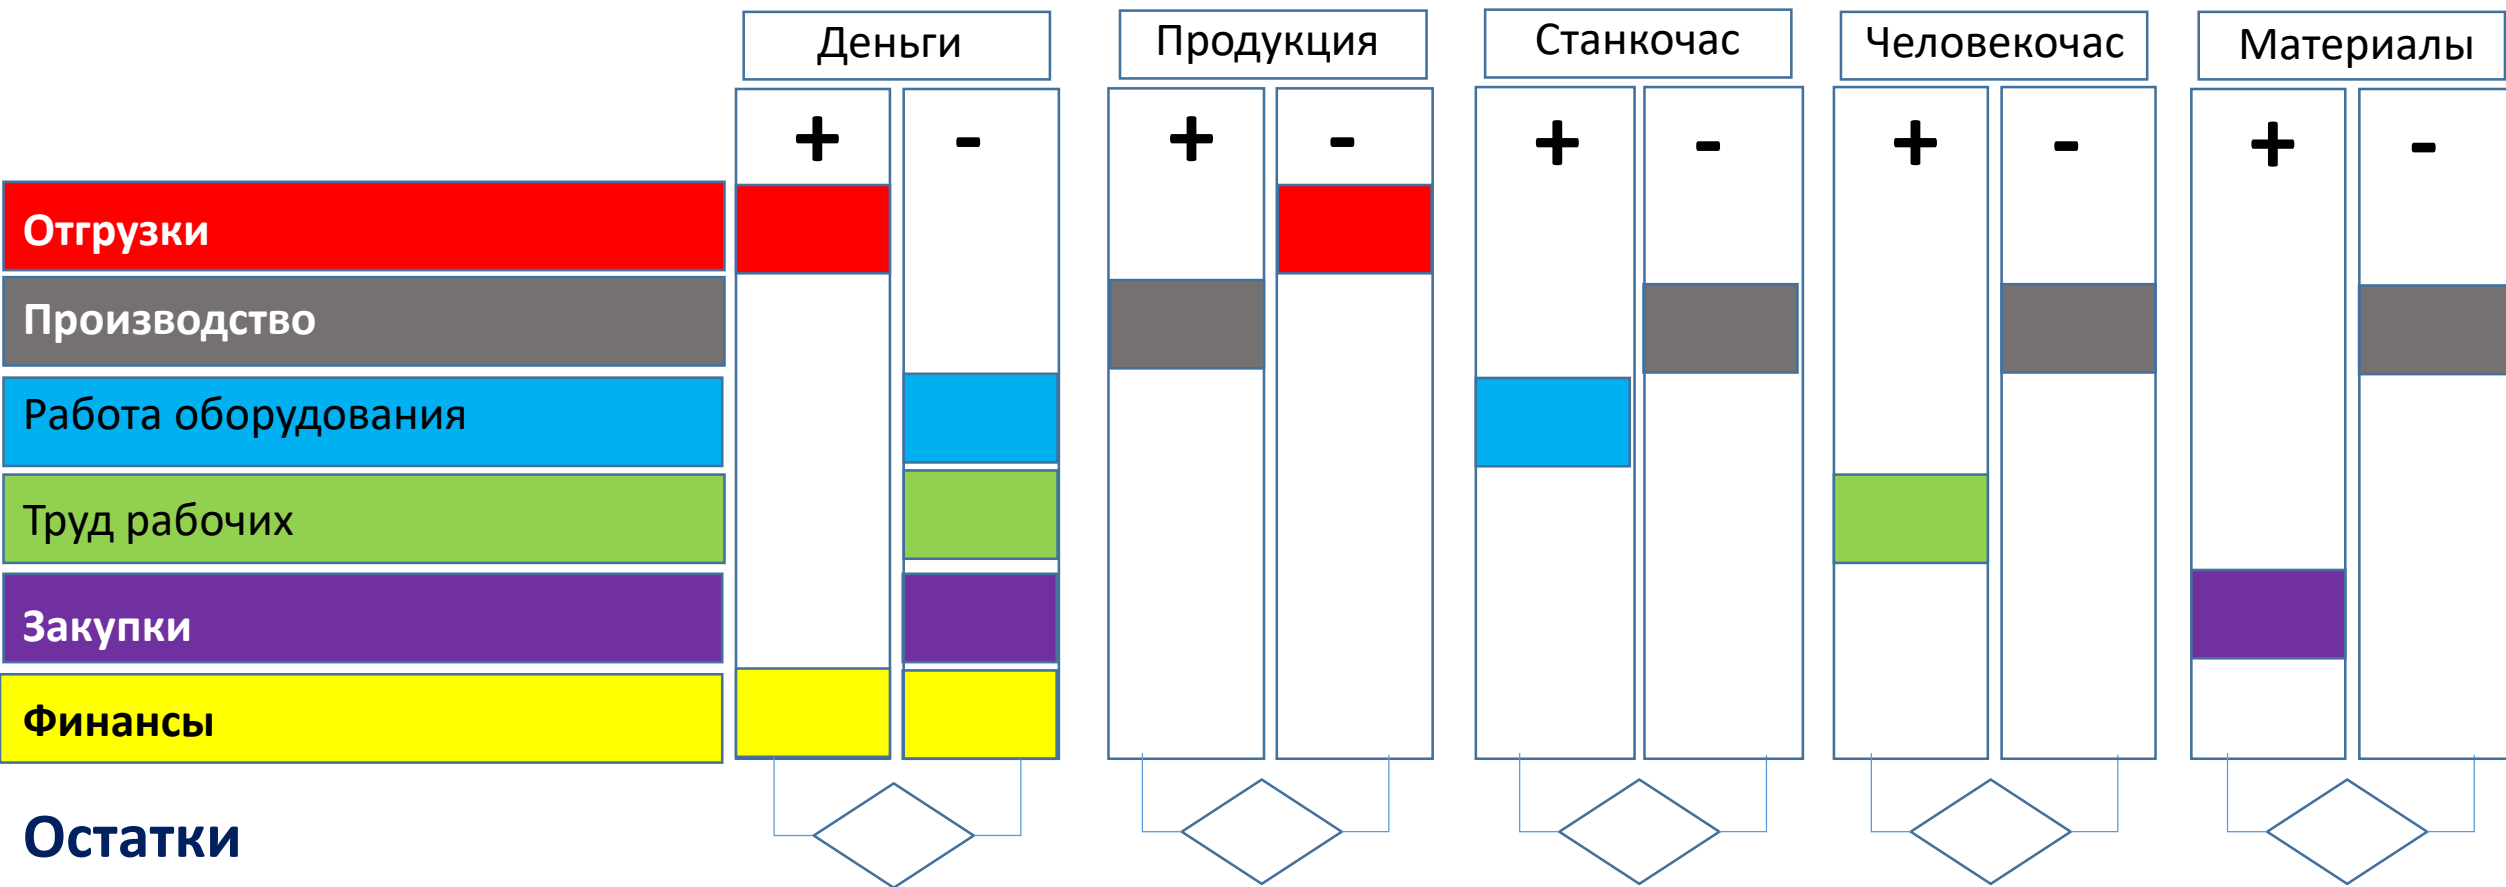 Деньги Продукция Станкочас Человекочас Материалы
+ - + - + - + - + -
Отгрузки
Производство
Работа оборудования
Труд рабочих
Закупки
Финансы
Остатки